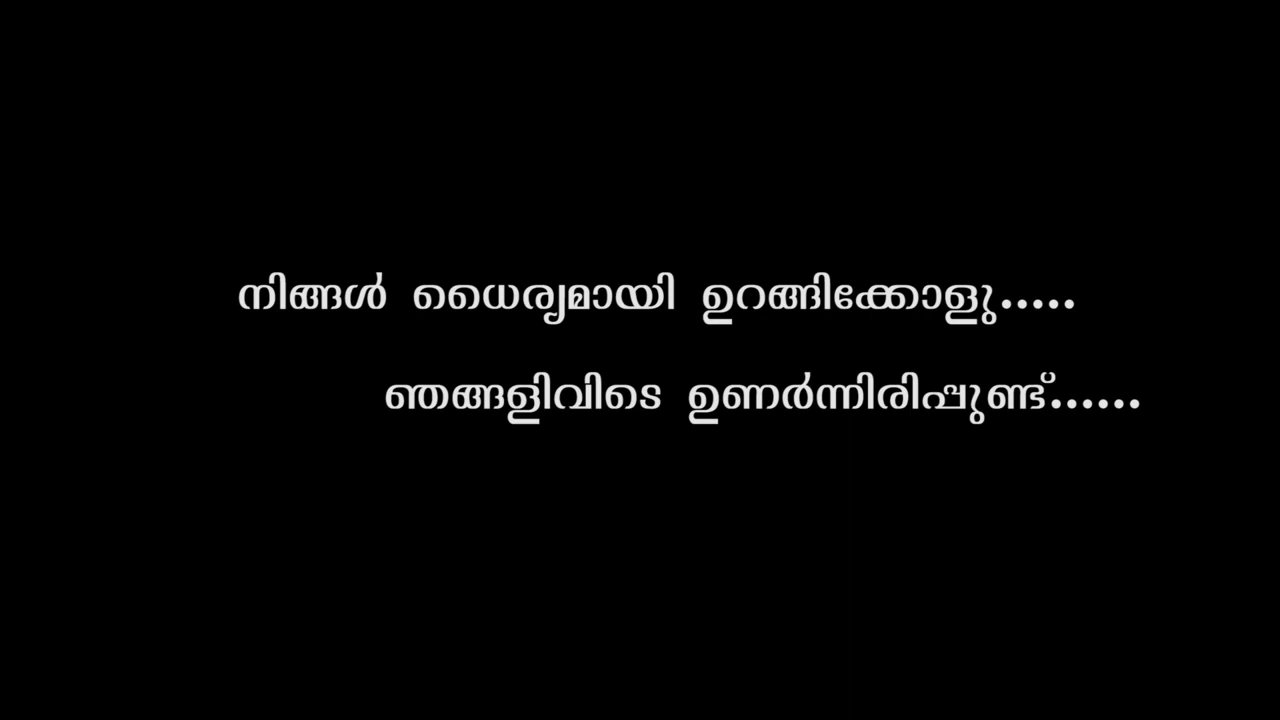 നിങ്ങൾ ധൈര്യമായി ഉറങ്ങിക്കോളു.....
ഞങ്ങളിവിടെ ഉണർന്നിരിപ്പുണ്ട്......